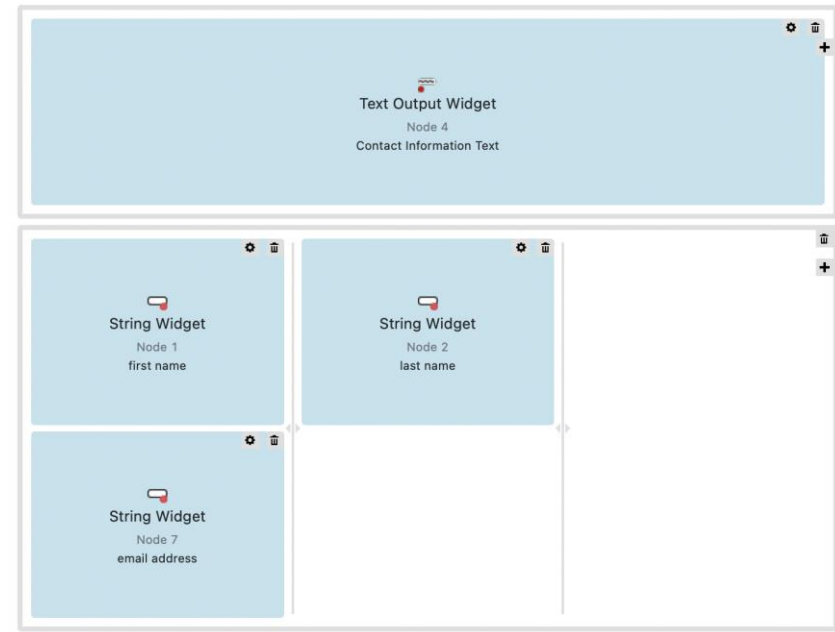 Text Output Widget
Node 4
Contact Information Text
String Widget
Node 1
first name
String Widget
Node 2
last name
String Widget
Node 7
email address